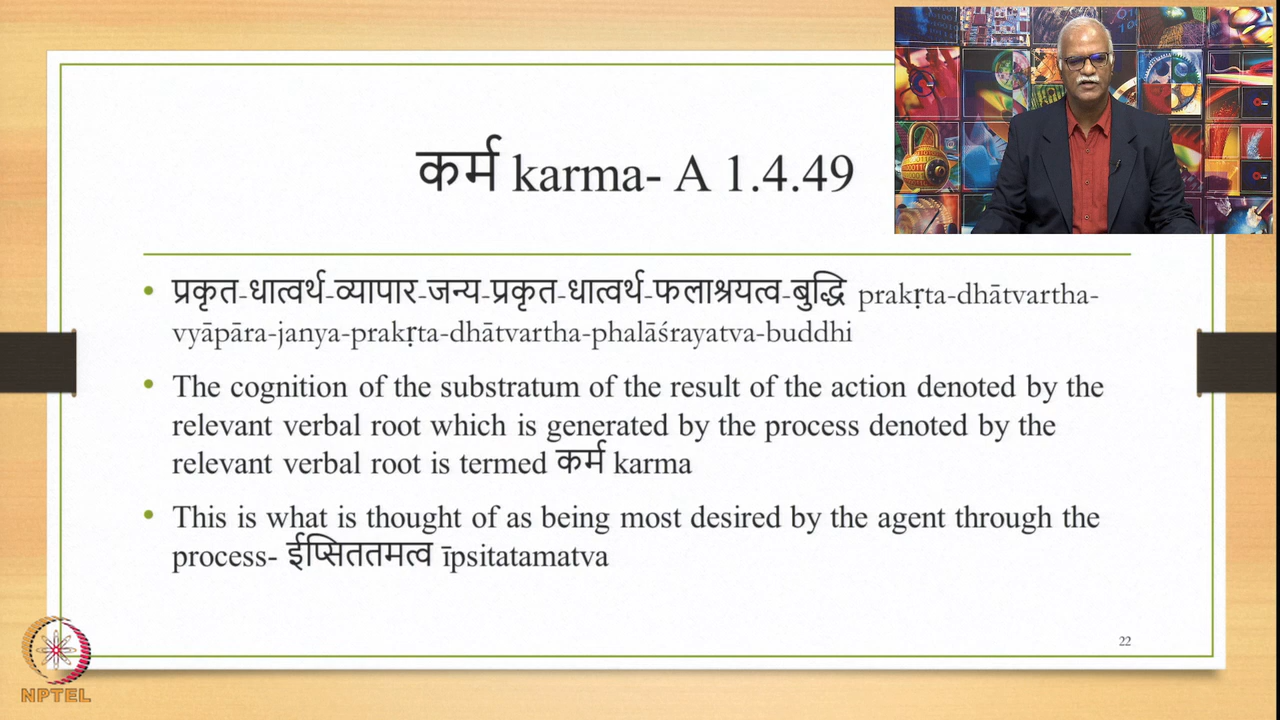 कर्म karma- A 1.4.49
• प्रकृत-धात्वर्थ-व्यापार-जन्य-प्रकृत-धात्वर्थ-फलाश्रयत्व-बुद्धि prakṛta-dhātvartha-
vyāpāra-janya-prakṛta-dhātvartha-phalāśrayatva-buddhi
• The cognition of the substratum of the result of the action denoted by the
relevant verbal root which is generated by the process denoted by the
relevant verbal root is termed कर्म karma
• This is what is thought of as being most desired by the agent through the
process- ईप्सिततमत्व īpsitatamatva
22
NPTEL